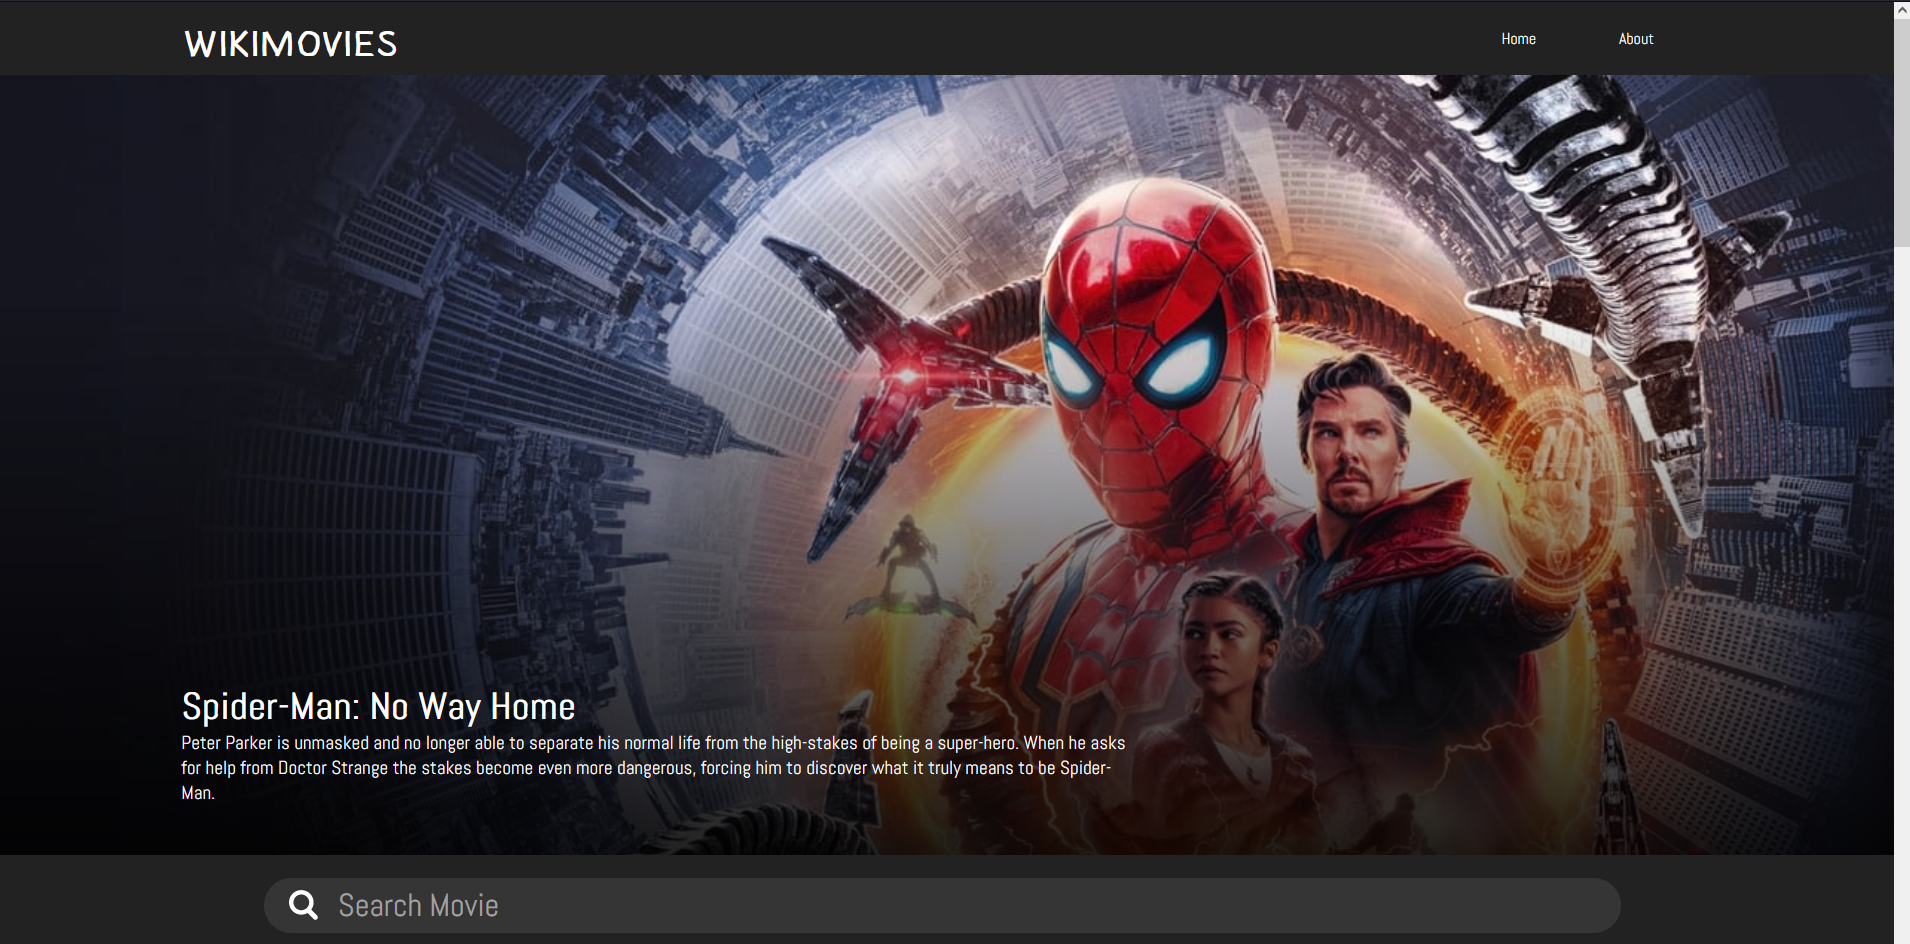 WIKIMOVIES
Home
About
Spider-Man: No Way Home
Peter Parker is unmasked and no longer able to separate his normal life from the high-stakes of being a super-hero. When he asks
for help from Doctor Strange the stakes become even more dangerous, forcing him to discover what it truly means to be Spider-
Man.
Search Movie